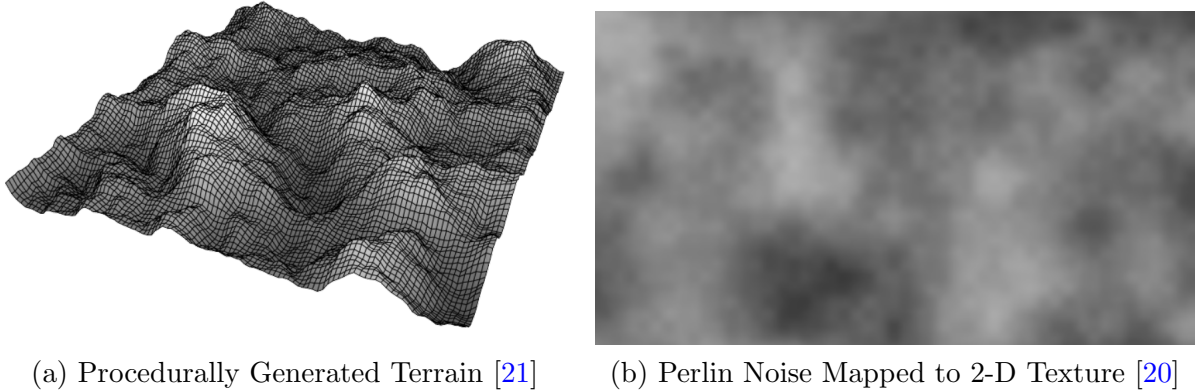 (a) Procedurally Generated Terrain [21]
(b) Perlin Noise Mapped to 2-D Texture [20]